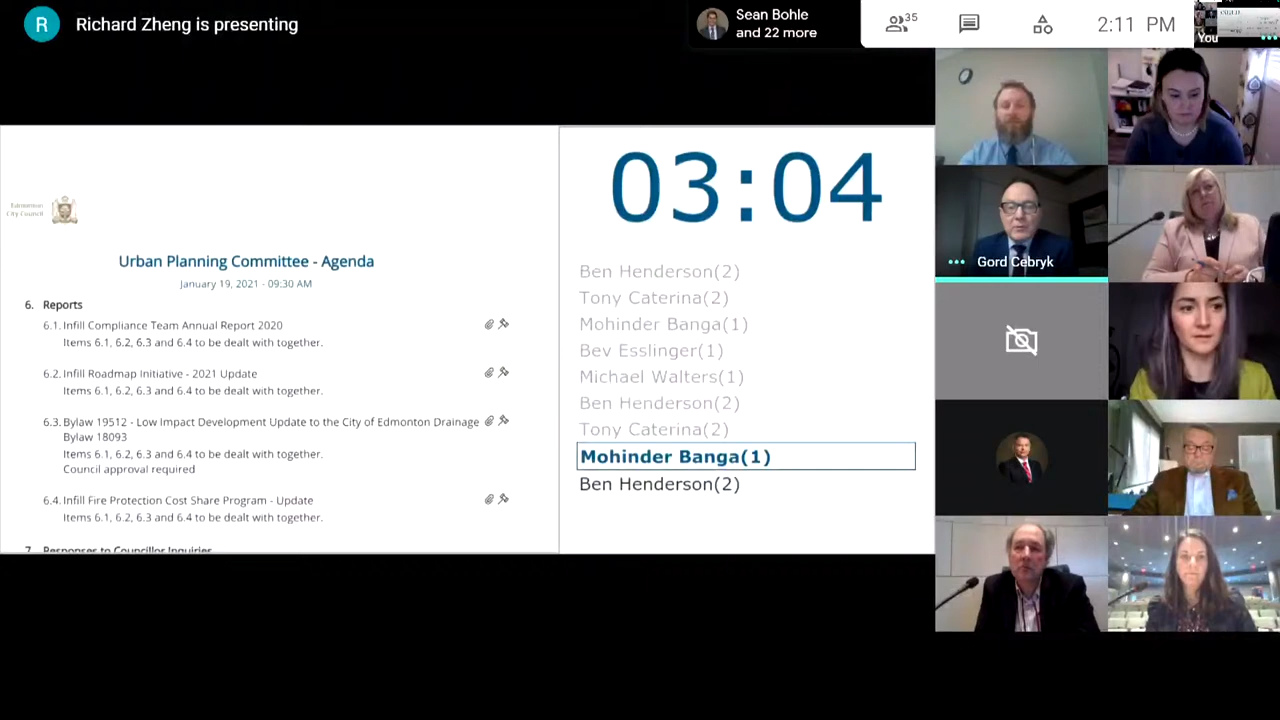 R
Richard Zheng is presenting
Sean Bohle
and 22 more
35
2:11 PM
You
Edmonton
City Council
Urban Planning Committee - Agenda
January 19, 2021 - 09:30 AM
6. Reports
6.1. Infill Compliance Team Annual Report 2020
Items 6.1, 6.2, 6.3 and 6.4 to be dealt with together.
6.2. Infill Roadmap Initiative - 2021 Update
Items 6.1, 6.2, 6.3 and 6.4 to be dealt with together.
6.3. Bylaw 19512 - Low Impact Development Update to the City of Edmonton Drainage
Bylaw 18093
Items 6.1, 6.2, 6.3 and 6.4 to be dealt with together.
Council approval required
6.4. Infill Fire Protection Cost Share Program - Update
Items 6.1, 6.2, 6.3 and 6.4 to be dealt with together.
7. Responses to Councillor Inquiries
03:04
Ben Henderson(2)
Tony Caterina(2)
Mohinder Banga(1)
Bev Esslinger(1)
Michael Walters(1)
Ben Henderson(2)
Tony Caterina(2)
Mohinder Banga(1)
Ben Henderson(2)
Gord Cebryk